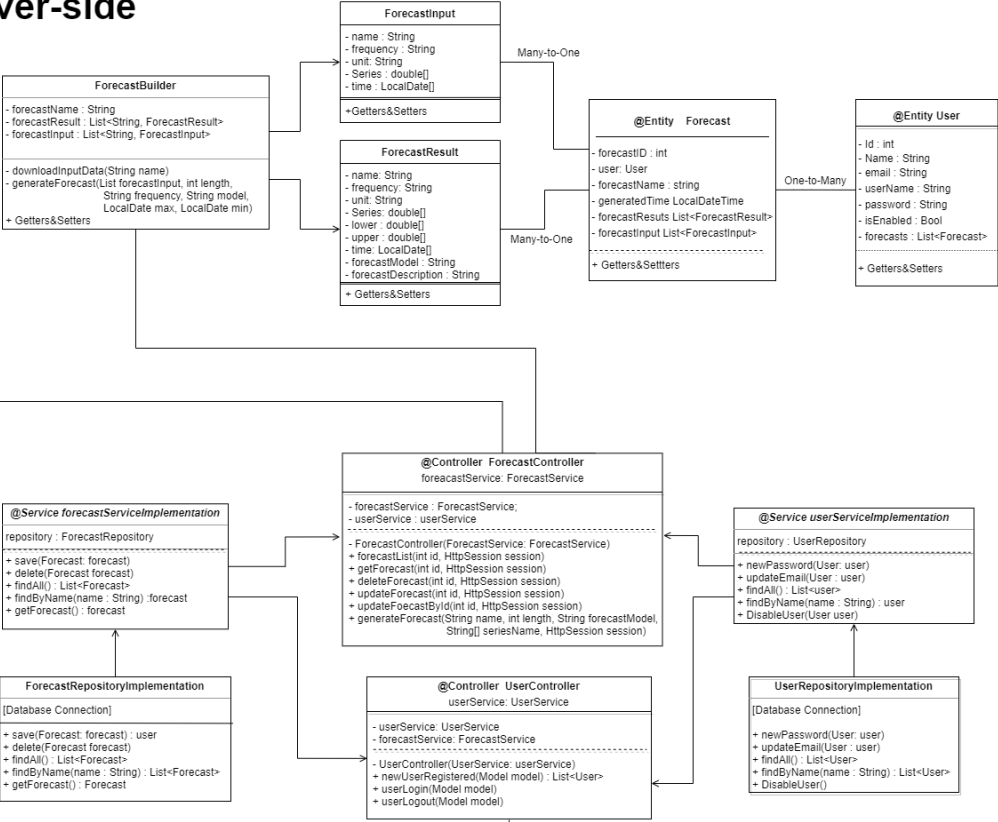 ver-side
ForecastInput
- name : String
- frequency : String
- unit: String
- Series : double[]
- time : LocalDate[]
+Getters&Setters
Many-to-One
ForecastBuilder
- forecastName : String
- forecastResult : List<String, ForecastResult>
- forecastInput : List<String, ForecastInput>
- downloadInputData(String name)
- generateForecast(List forecastInput, int length,
String frequency, String model,
LocalDate max, LocalDate min)
+ Getters&Setters
ForecastResult
- name: String
- frequency: String
- unit: String
- Series: double[]
- lower : double[]
- upper : double[]
- time: LocalDate[]
- forecastModel : String
- forecastDescription : String
+ Getters&Setters
Many-to-One
@Entity Forecast
- forecastID : int
- user: User
- forecastName : string
- generatedTime LocalDateTime
- forecastResuts List<ForecastResult>
- forecastInput List<ForecastInput>
+ Getters&Settters
One-to-Many
@Entity User
- Id : int
- Name : String
- email : String
- userName : String
- password : String
- isEnabled : Bool
- forecasts : List<Forecast>
+ Getters&Setters
@Controller ForecastController
foreacastService: ForecastService
- forecastService : ForecastService;
- userService : userService
- ForecastController(ForecastService: ForecastService)
+ forecastList(int id, HttpSession session)
+ getForecast(int id, HttpSession session)
+ deleteForecast(int id, HttpSession session)
+ updateForecast(int id, HttpSession session)
+ updateFoecastById(int id, HttpSession session)
+ generateForecast(String name, int length, String forecastModel,
String[] seriesName, HttpSession session)
@Service forecastServiceImplementation
repository : ForecastRepository
+ save(Forecast: forecast)
+ delete(Forecast forecast)
+ findAll() : List<Forecast>
+ findByName(name : String) :forecast
+ getForecast() : forecast
@Service userServiceImplementation
repository : UserRepository
+ newPassword(User: user)
+ updateEmail(User : user)
+ findAll() : List<user>
+ findByName(name : String) : user
+ DisableUser(User user)
ForecastRepositoryImplementation
[Database Connection]
+ save(Forecast: forecast) : user
+ delete(Forecast forecast)
+ findAll() : List<Forecast>
+ findByName(name : String) : List<Forecast>
+ getForecast() : Forecast
@Controller UserController
userService: UserService
- userService: UserService
- forecastService: ForecastService
- UserController(UserService: userService)
+ newUserRegistered(Model model) : List<User>
+ userLogin(Model model)
+ userLogout(Model model)
UserRepositoryImplementation
[Database Connection]
+ newPassword(User: user)
+ updateEmail(User : user)
+ findAll() : List<User>
+ findByName(name : String) : List<User>
+ DisableUser()